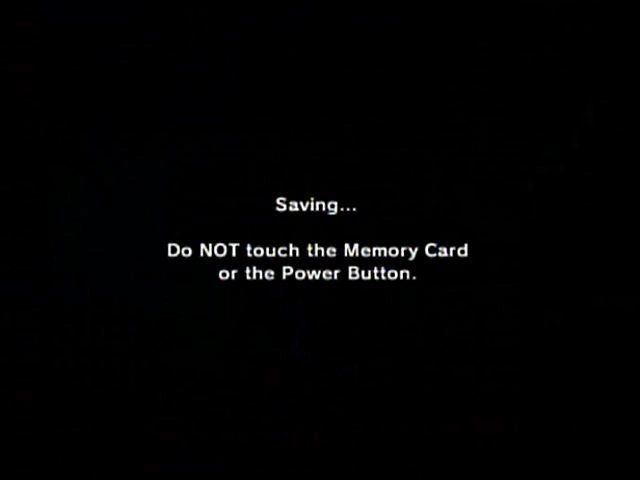 Saving...
Do NOT touch the Memory Card
or the Power Button.